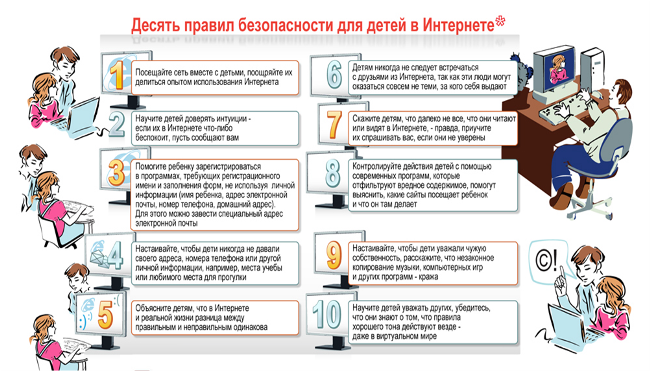 Десять правил безопасности для детей в Интернете*
1
Посещайте сеть вместе с детьми, поощряйте их
делиться опытом использования Интернета
2
Научите детей доверять интуиции -
если их в Интернете что-либо
беспокоит, пусть сообщают вам
3
Помогите ребенку зарегистрироваться
в программах, требующих регистрационного
имени и заполнения форм, не используя личной
информации (имя ребенка, адрес электронной
почты, номер телефона, домашний адрес).
Для этого можно завести специальный адрес
электронной почты
4
Настаивайте, чтобы дети никогда не давали
своего адреса, номера телефона или другой
личной информации, например, места учебы
или любимого места для прогулки
5
Объясните детям, что в Интернете
и реальной жизни разница между
правильным и неправильным одинакова
6
Детям никогда не следует встречаться
с друзьями из Интернета, так как эти люди могут
оказаться совсем не теми, за кого себя выдают
7
Скажите детям, что далеко не все, что они читают
или видят в Интернете, - правда, приучите
их спрашивать вас, если они не уверены
8
Контролируйте действия детей с помощью
современных программ, которые
отфильтруют вредное содержимое, помогут
выяснить, какие сайты посещает ребенок
и что он там делает
9
Настаивайте, чтобы дети уважали чужую
собственность, расскажите, что незаконное
копирование музыки, компьютерных игр
и других программ - кража
10
Научите детей уважать других, убедитесь,
что они знают о том, что правила
хорошего тона действуют везде -
даже в виртуальном мире
©!